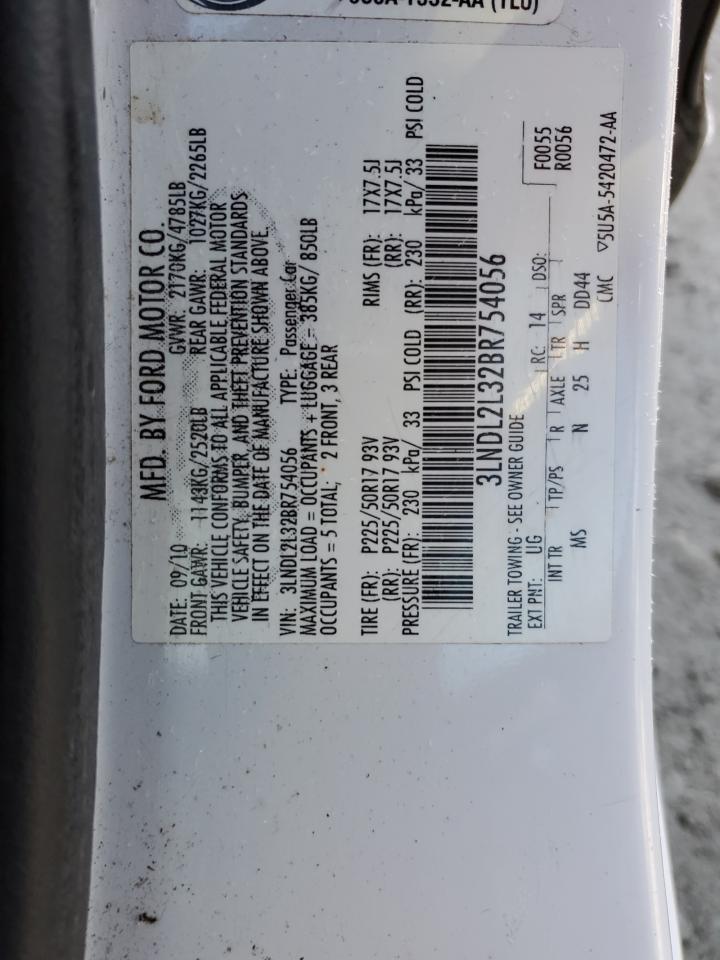 MFD. BY FORD MOTOR CO.
DATE: 09/10 GVWR: 2170KG/4785LB
FRONT GAWR: 1143KG/2520LB REAR GAWR: 1027KG/2265LB
THIS VEHICLE CONFORMS TO ALL APPLICABLE FEDERAL MOTOR
VEHICLE SAFETY, BUMPER, AND THEFT PREVENTION STANDARDS
IN EFFECT ON THE DATE OF MANUFACTURE SHOWN ABOVE.
VIN: 3LNDL2L32BR754056 TYPE: Passenger Car
MAXIMUM LOAD = OCCUPANTS + LUGGAGE = 385KG/ 850LB
OCCUPANTS = 5 TOTAL; 2 FRONT, 3 REAR
TIRE (FR): P225/50R17 93V RIMS (FR): 17X7.5J
(RR): P225/50R17 93V (RR): 17X7.5J
PRESSURE (FR): 230 kPa/ 33 PSI COLD (RR): 230 kPa/ 33 PSI COLD
3LNDL2L32BR754056
TRAILER TOWING - SEE OWNER GUIDE F0055
EXT PNT: UG RC: 14 DSO: R0056
INT TR TP/PS R AXLE TR SPR
MS N 25 H DD44
CMC ▽5U5A-5420472-AA